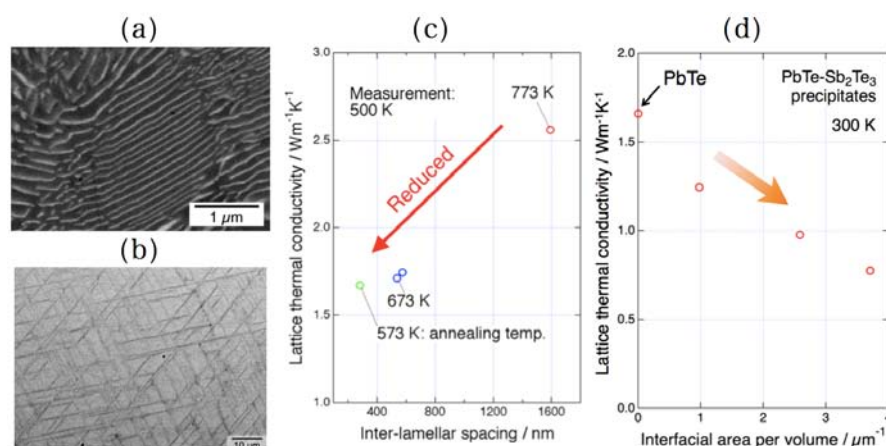 (a)
1 μm
(b)
10 μm
(c)
Lattice thermal conductivity / Wm⁻¹K⁻¹
3.0
2.5
2.0
1.5
1.0
Measurement:
500 K
773 K
Reduced
673 K
573 K: annealing temp.
400
800
1200
1600
Inter-lamellar spacing / nm
(d)
Lattice thermal conductivity / Wm⁻¹K⁻¹
2.0
1.5
1.0
0.5
0.0
PbTe
PbTe-Sb₂Te₃
precipitates
300 K
0
1
2
3
4
Interfacial area per volume / μm⁻¹